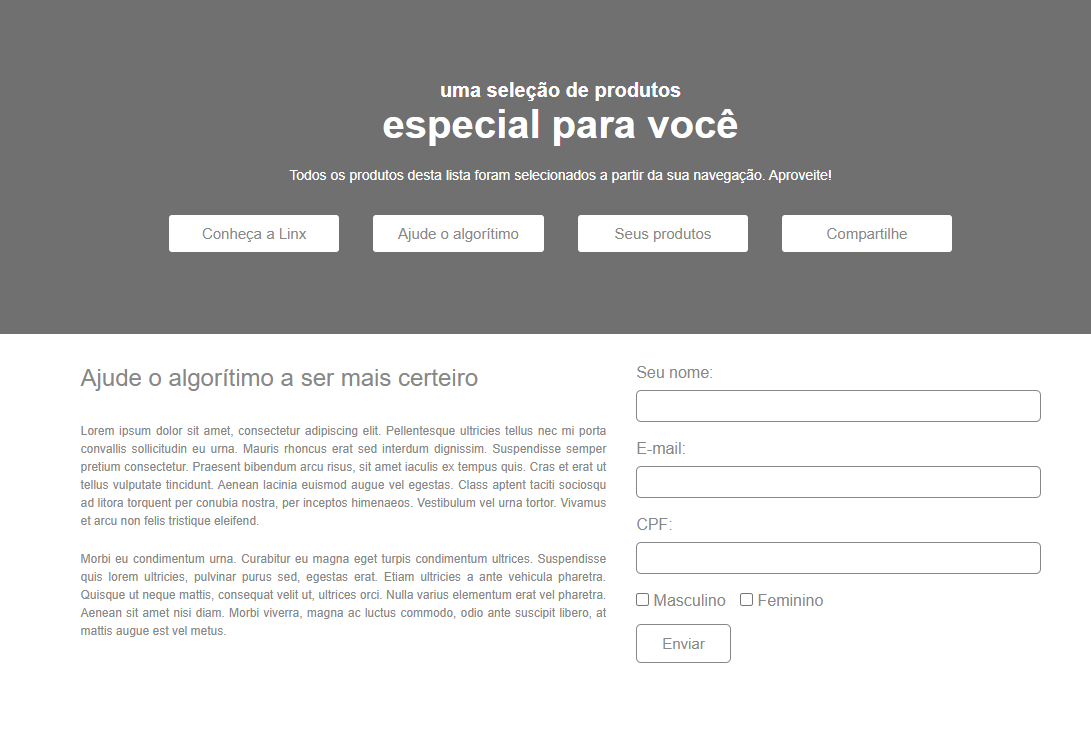 uma seleção de produtos
especial para você
Todos os produtos desta lista foram selecionados a partir da sua navegação. Aproveite!
Conheça a Linx
Ajude o algorítimo
Seus produtos
Compartilhe
Ajude o algorítimo a ser mais certeiro
Lorem ipsum dolor sit amet, consectetur adipiscing elit. Pellentesque ultricies tellus nec mi porta
convallis sollicitudin eu urna. Mauris rhoncus erat sed interdum dignissim. Suspendisse semper
pretium consectetur. Praesent bibendum arcu risus, sit amet iaculis ex tempus quis. Cras et erat ut
tellus vulputate tincidunt. Aenean lacinia euismod augue vel egestas. Class aptent taciti sociosqu
ad litora torquent per conubia nostra, per inceptos himenaeos. Vestibulum vel urna tortor. Vivamus
et arcu non felis tristique eleifend.
Morbi eu condimentum urna. Curabitur eu magna eget turpis condimentum ultrices. Suspendisse
quis lorem ultricies, pulvinar purus sed, egestas erat. Etiam ultricies a ante vehicula pharetra.
Quisque ut neque mattis, consequat velit ut, ultrices orci. Nulla varius elementum erat vel pharetra.
Aenean sit amet nisi diam. Morbi viverra, magna ac luctus commodo, odio ante suscipit libero, at
mattis augue est vel metus.
Seu nome:
E-mail:
CPF:
Masculino
Feminino
Enviar